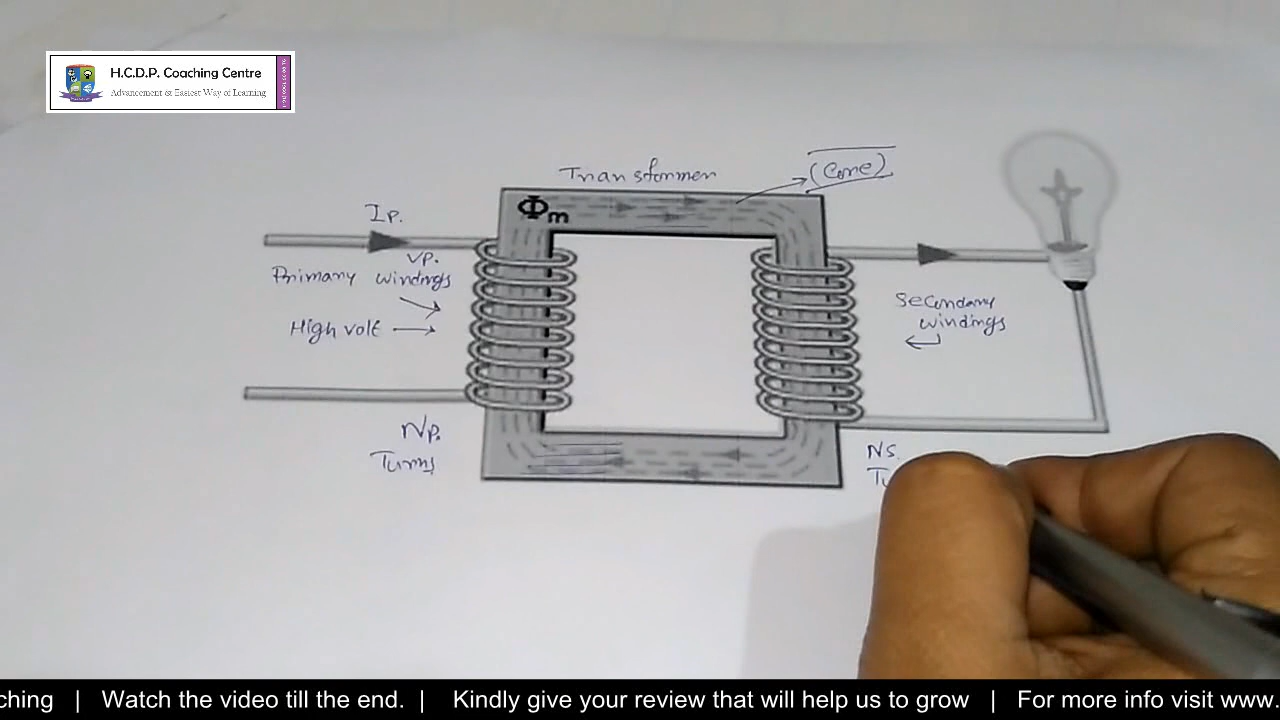 H.C.D.P. Coaching Centre
Advancement & Easiest Way of Learning
Transformer
(Core)
Φm
IP.
VP.
Primary windings
High volt
Secondary
windings
NP.
Turns
NS.
ching | Watch the video till the end. | Kindly give your review that will help us to grow | For more info visit www.